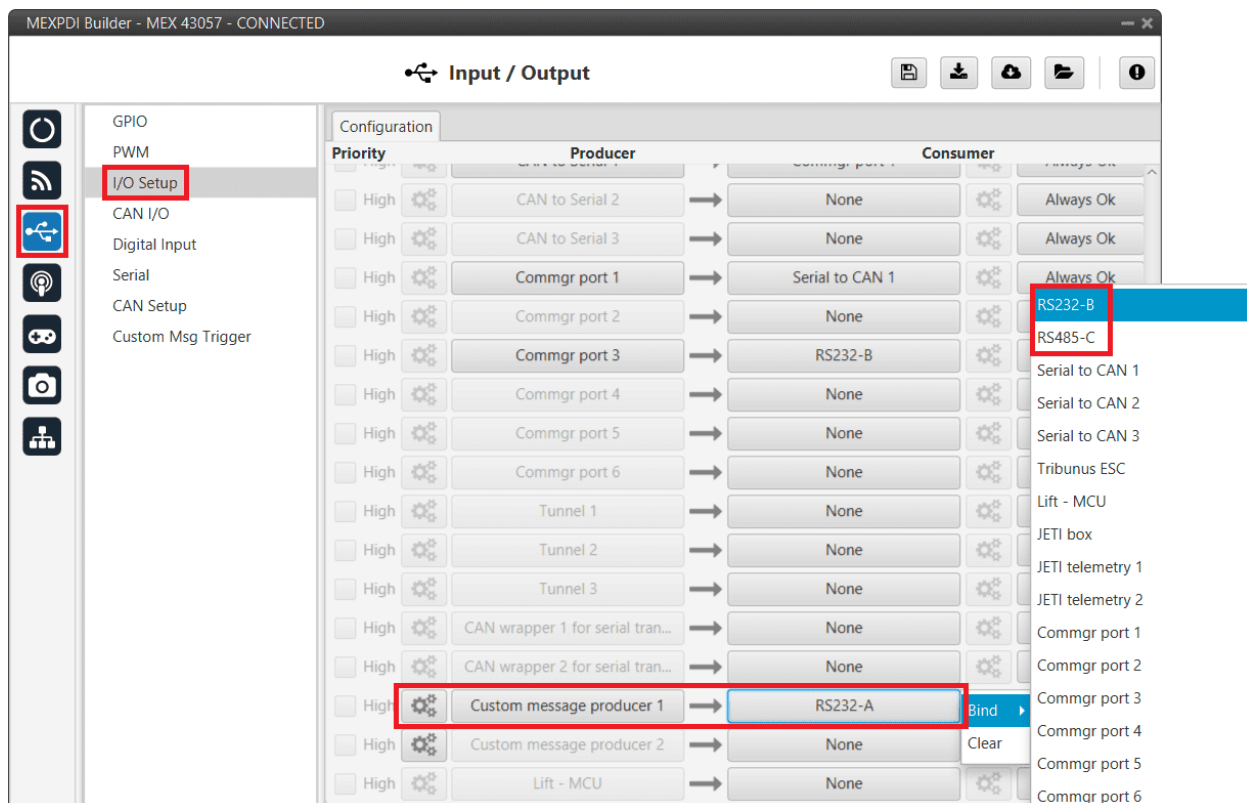 MEXPDI Builder - MEX 43057 - CONNECTED
Input / Output
GPIO
PWM
I/O Setup
CAN I/O
Digital Input
Serial
CAN Setup
Custom Msg Trigger
Configuration
Priority Producer Consumer
High CAN to Serial 2 None Always Ok
High CAN to Serial 3 None Always Ok
High Commgr port 1 Serial to CAN 1 Always Ok
High Commgr port 2 None
High Commgr port 3 RS232-B
High Commgr port 4 None
High Commgr port 5 None
High Commgr port 6 None
High Tunnel 1 None
High Tunnel 2 None
High Tunnel 3 None
High CAN wrapper 1 for serial tran... None
High CAN wrapper 2 for serial tran... None
High Custom message producer 1 RS232-A
High Custom message producer 2 None
High Lift - MCU None
Bind
Clear
RS232-B
RS485-C
Serial to CAN 1
Serial to CAN 2
Serial to CAN 3
Tribunus ESC
Lift - MCU
JETI box
JETI telemetry 1
JETI telemetry 2
Commgr port 1
Commgr port 2
Commgr port 3
Commgr port 4
Commgr port 5
Commgr port 6